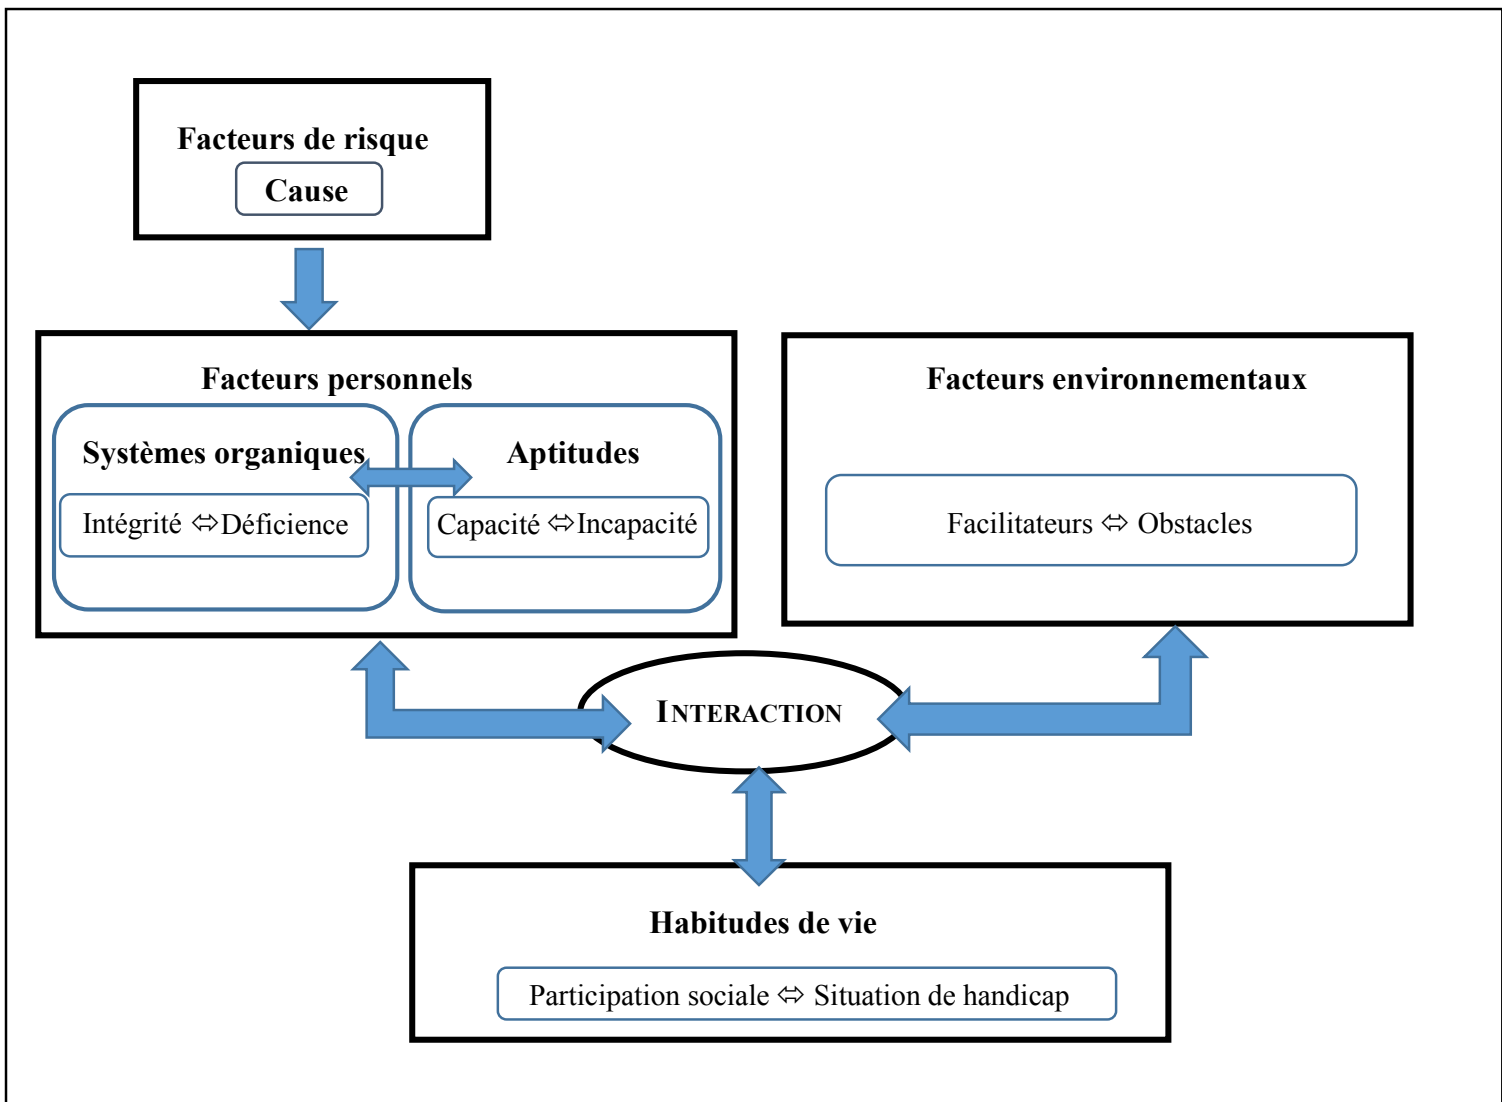 Facteurs de risque
Cause
Facteurs personnels
Systèmes organiques
Intégrité ⬄ Déficience
Aptitudes
Capacité ⬄ Incapacité
Facteurs environnementaux
Facilitateurs ⬄ Obstacles
INTERACTION
Habitudes de vie
Participation sociale ⬄ Situation de handicap